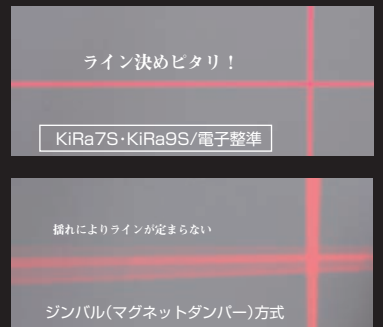 ライン決めピタリ！
KiRa7S・KiRa9S/電子整準
揺れによりラインが定まらない
ジンバル（マグネットダンパー）方式